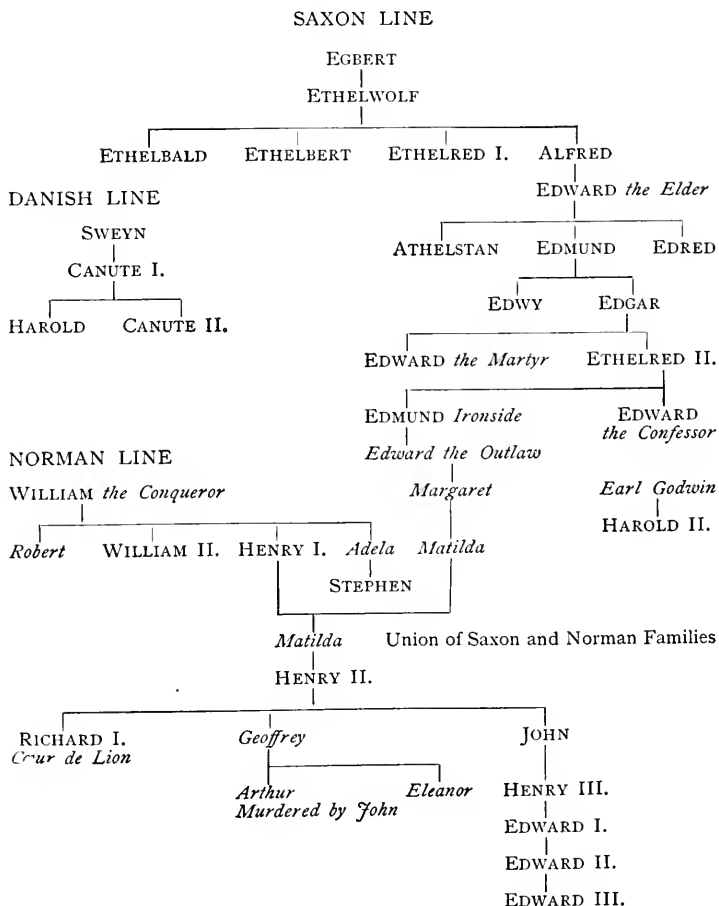 SAXON LINE
EGBERT
ETHELWOLF
ETHELBALD ETHELBERT ETHELRED I. ALFRED
EDWARD the Elder
DANISH LINE
SWEYN
ATHELSTAN EDMUND EDRED
CANUTE I.
EDWY EDGAR
HAROLD CANUTE II.
EDWARD the Martyr ETHELRED II.
EDMUND Ironside EDWARD
the Confessor
Edward the Outlaw
NORMAN LINE
WILLIAM the Conqueror Margaret Earl Godwin
HAROLD II.
Robert WILLIAM II. HENRY I. Adela Matilda
STEPHEN
Matilda Union of Saxon and Norman Families
HENRY II.
RICHARD I. Geoffrey JOHN
Cœur de Lion
Arthur Eleanor HENRY III.
Murdered by John
EDWARD I.
EDWARD II.
EDWARD III.